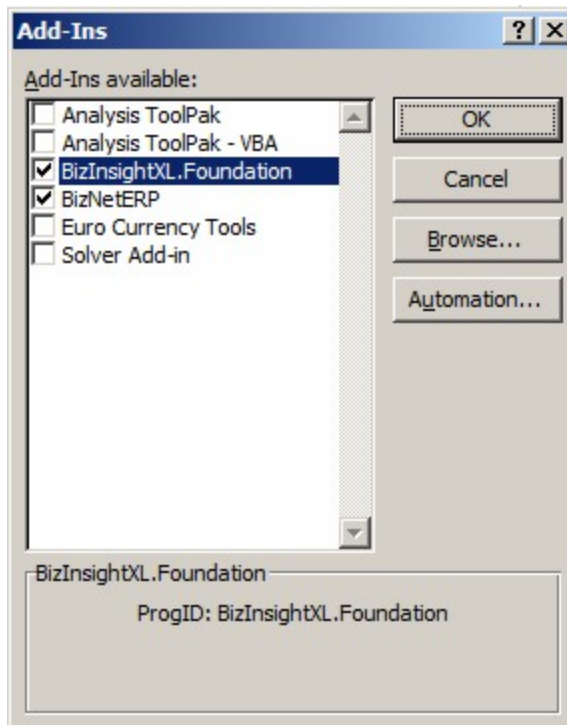 Add-Ins
Add-Ins available:
Analysis ToolPak
Analysis ToolPak - VBA
BizInsightXL.Foundation
BizNetERP
Euro Currency Tools
Solver Add-in
OK
Cancel
Browse...
Automation...
BizInsightXL.Foundation
ProgID: BizInsightXL.Foundation